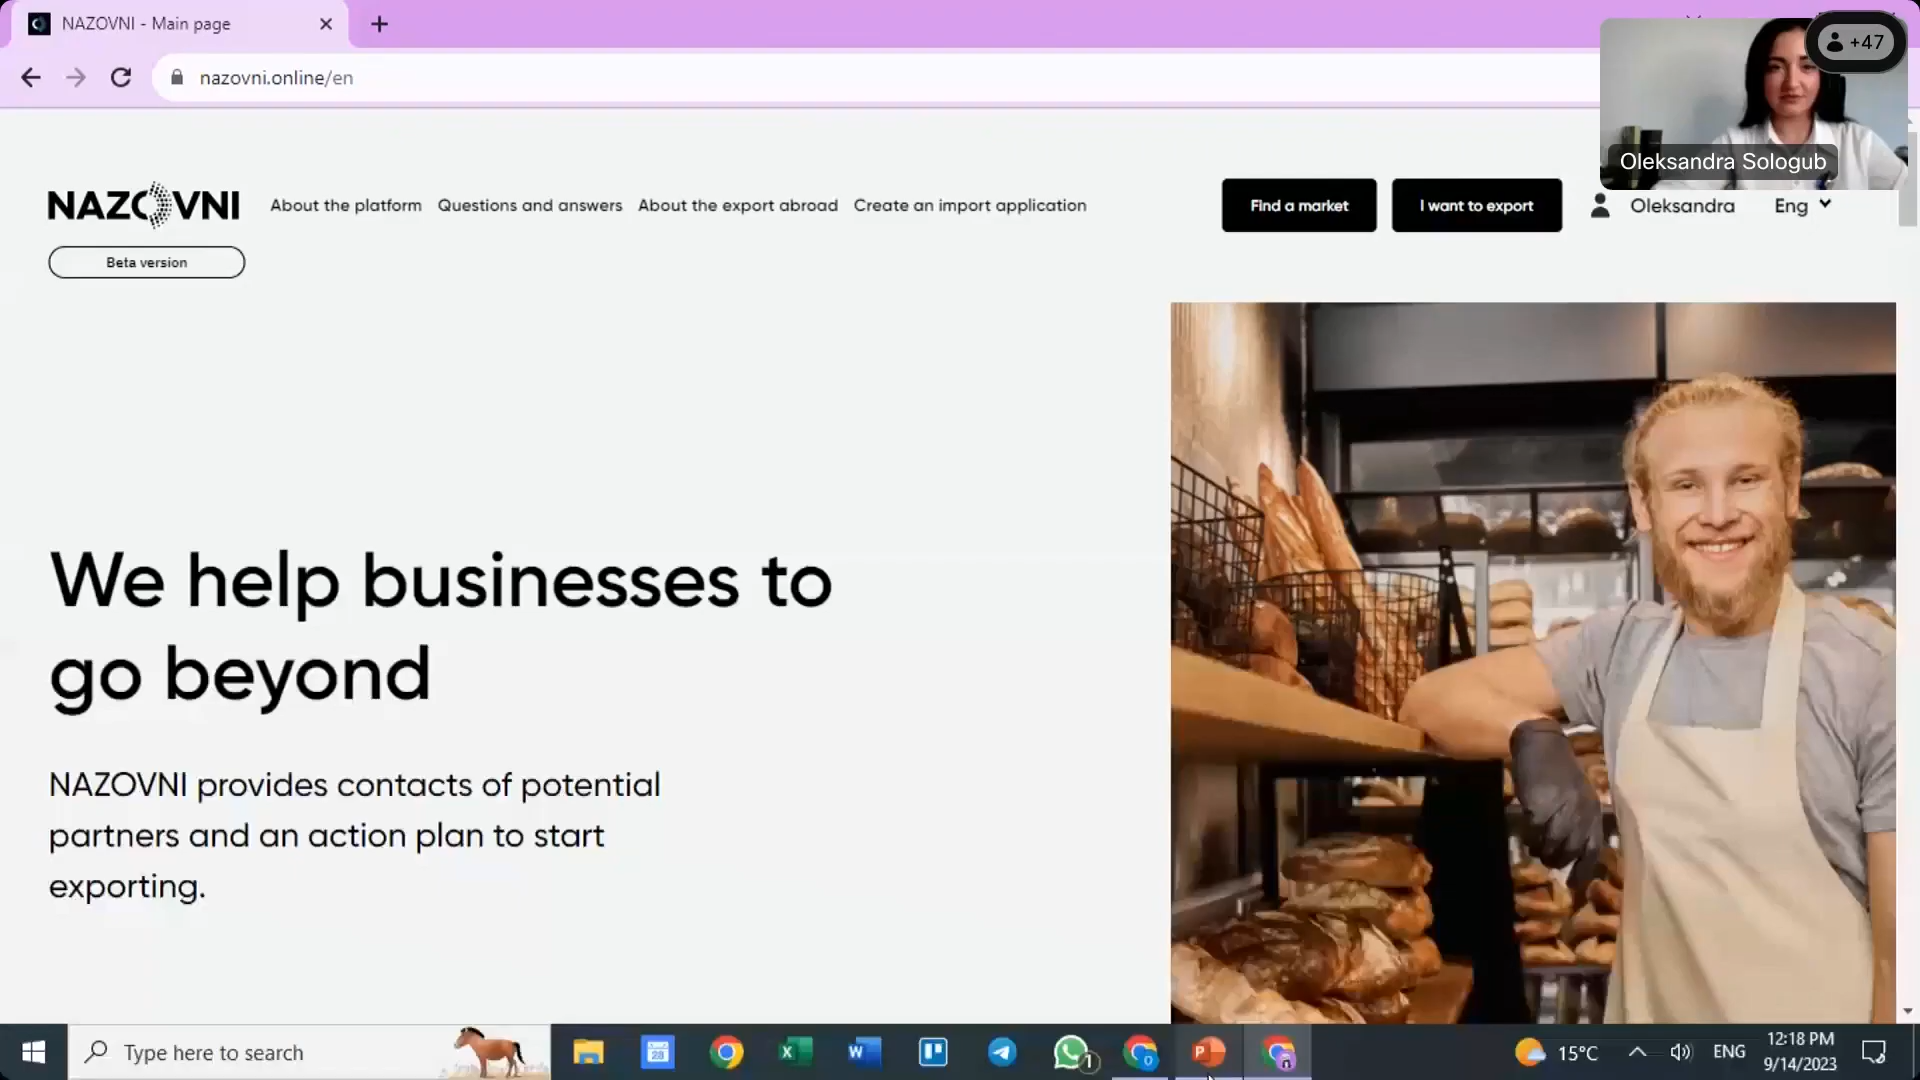 NAZOVNI - Main page
+47
nazovni.online/en
Oleksandra Sologub
NAZOVNI
About the platform
Questions and answers
About the export abroad
Create an import application
Find a market
I want to export
Oleksandra
Eng
Beta version
We help businesses to
go beyond
NAZOVNI provides contacts of potential
partners and an action plan to start
exporting.
Type here to search
28
1
15°C
ENG
12:18 PM
9/14/2023